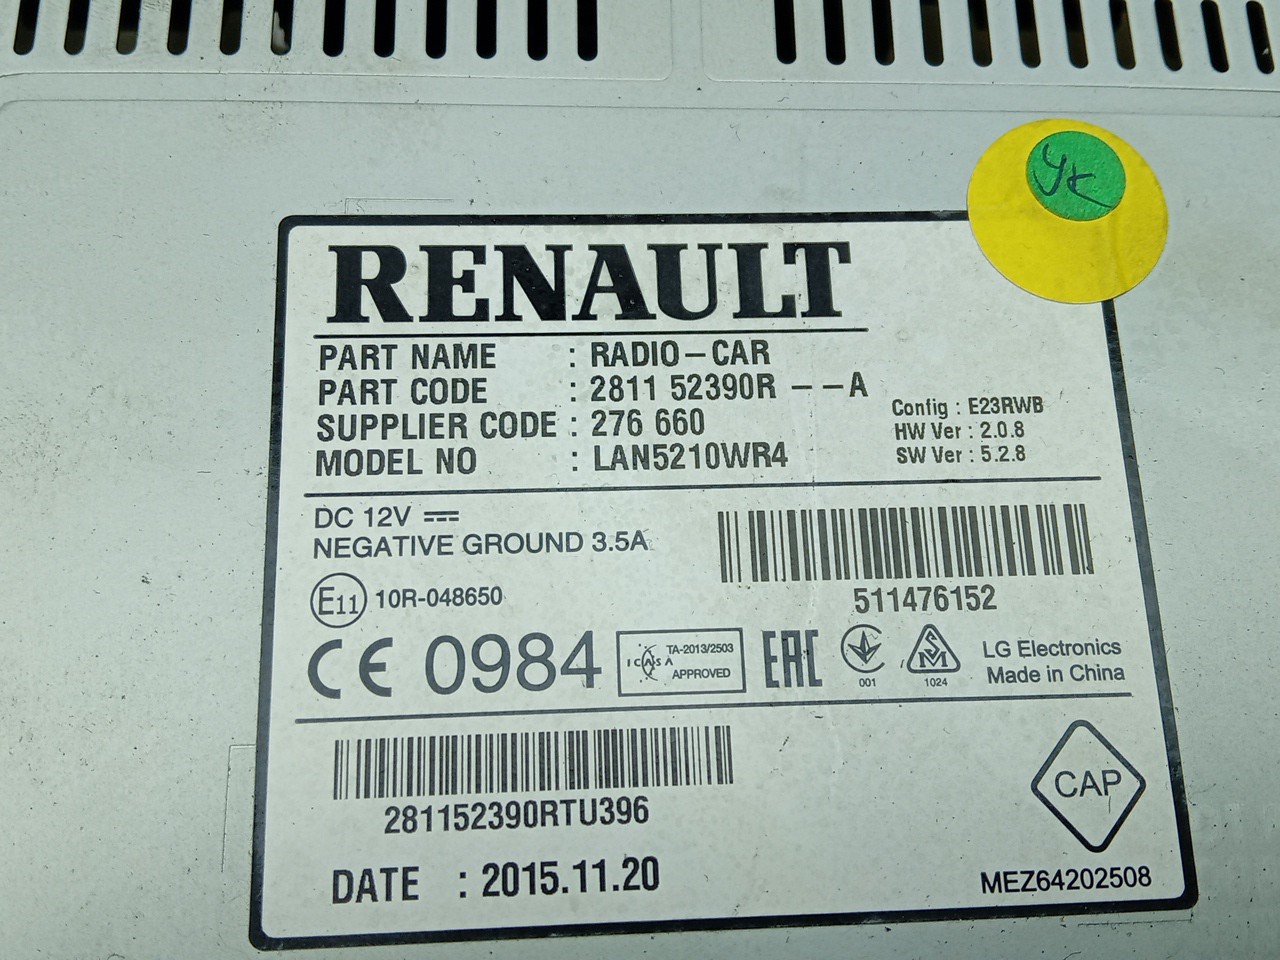 yk
RENAULT
PART NAME : RADIO-CAR
PART CODE : 2811 52390R --A
SUPPLIER CODE : 276 660
MODEL NO : LAN5210WR4
Config : E23RWB
HW Ver : 2.0.8
SW Ver : 5.2.8
DC 12V
NEGATIVE GROUND 3.5A
511476152
E11 10R-048650
CE 0984
ICASA
TA-2013/2503
APPROVED
EAC
001
SM
1024
LG Electronics
Made in China
281152390RTU396
CAP
DATE : 2015.11.20
MEZ64202508